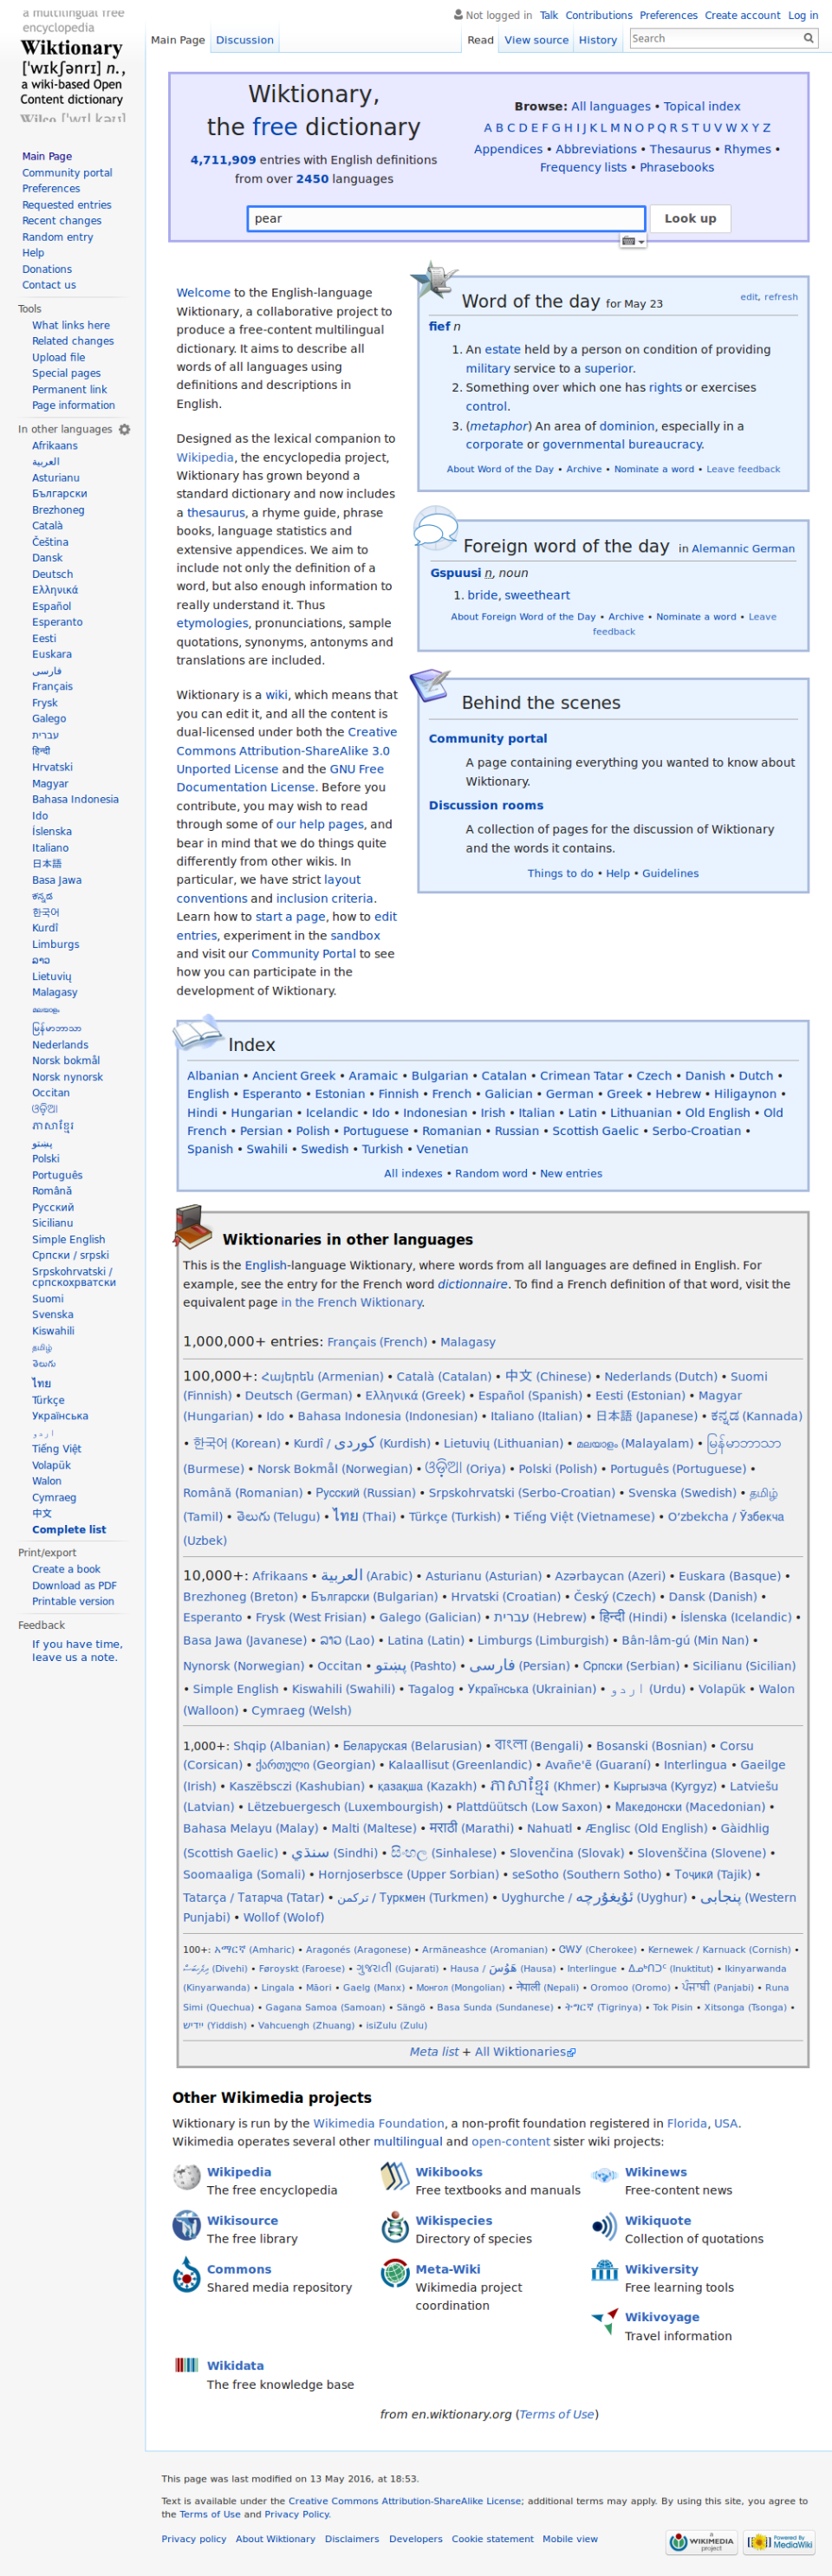 a multilingual free
encyclopedia
Wiktionary
['wɪkʃənrɪ] n.,
a wiki-based Open
Content dictionary
Not logged in Talk Contributions Preferences Create account Log in
Main Page Discussion Read View source History Search
Main Page
Community portal
Preferences
Requested entries
Recent changes
Random entry
Help
Donations
Contact us
Tools
What links here
Related changes
Upload file
Special pages
Permanent link
Page information
In other languages
Afrikaans
العربية
Asturianu
Български
Brezhoneg
Català
Čeština
Dansk
Deutsch
Ελληνικά
Español
Esperanto
Eesti
Euskara
فارسی
Français
Frysk
Galego
עברית
हिन्दी
Hrvatski
Magyar
Bahasa Indonesia
Ido
Íslenska
Italiano
日本語
Basa Jawa
ಕನ್ನಡ
한국어
Kurdî
Limburgs
ລາວ
Lietuvių
Malagasy
മലയാളം
မြန်မာဘာသာ
Nederlands
Norsk bokmål
Norsk nynorsk
Occitan
ଓଡ଼ିଆ
ភាសាខ្មែរ
پښتو
Polski
Português
Română
Русский
Sicilianu
Simple English
Српски / srpski
Srpskohrvatski /
српскохрватски
Suomi
Svenska
Kiswahili
தமிழ்
తెలుగు
ไทย
Türkçe
Українська
اردو
Tiếng Việt
Volapük
Walon
Cymraeg
中文
Complete list
Print/export
Create a book
Download as PDF
Printable version
Feedback
If you have time,
leave us a note.
Wiktionary,
the free dictionary
4,711,909 entries with English definitions
from over 2450 languages
Browse: All languages • Topical index
A B C D E F G H I J K L M N O P Q R S T U V W X Y Z
Appendices • Abbreviations • Thesaurus • Rhymes •
Frequency lists • Phrasebooks
pear Look up
Welcome to the English-language
Wiktionary, a collaborative project to
produce a free-content multilingual
dictionary. It aims to describe all
words of all languages using
definitions and descriptions in
English.
Designed as the lexical companion to
Wikipedia, the encyclopedia project,
Wiktionary has grown beyond a
standard dictionary and now includes
a thesaurus, a rhyme guide, phrase
books, language statistics and
extensive appendices. We aim to
include not only the definition of a
word, but also enough information to
really understand it. Thus
etymologies, pronunciations, sample
quotations, synonyms, antonyms and
translations are included.
Wiktionary is a wiki, which means that
you can edit it, and all the content is
dual-licensed under both the Creative
Commons Attribution-ShareAlike 3.0
Unported License and the GNU Free
Documentation License. Before you
contribute, you may wish to read
through some of our help pages, and
bear in mind that we do things quite
differently from other wikis. In
particular, we have strict layout
conventions and inclusion criteria.
Learn how to start a page, how to edit
entries, experiment in the sandbox
and visit our Community Portal to see
how you can participate in the
development of Wiktionary.
Word of the day for May 23 edit, refresh
fief n
1. An estate held by a person on condition of providing
military service to a superior.
2. Something over which one has rights or exercises
control.
3. (metaphor) An area of dominion, especially in a
corporate or governmental bureaucracy.
About Word of the Day • Archive • Nominate a word • Leave feedback
Foreign word of the day in Alemannic German
Gspuusi n, noun
1. bride, sweetheart
About Foreign Word of the Day • Archive • Nominate a word • Leave
feedback
Behind the scenes
Community portal
A page containing everything you wanted to know about
Wiktionary.
Discussion rooms
A collection of pages for the discussion of Wiktionary
and the words it contains.
Things to do • Help • Guidelines
Index
Albanian • Ancient Greek • Aramaic • Bulgarian • Catalan • Crimean Tatar • Czech • Danish • Dutch •
English • Esperanto • Estonian • Finnish • French • Galician • German • Greek • Hebrew • Hiligaynon •
Hindi • Hungarian • Icelandic • Ido • Indonesian • Irish • Italian • Latin • Lithuanian • Old English • Old
French • Persian • Polish • Portuguese • Romanian • Russian • Scottish Gaelic • Serbo-Croatian •
Spanish • Swahili • Swedish • Turkish • Venetian
All indexes • Random word • New entries
Wiktionaries in other languages
This is the English-language Wiktionary, where words from all languages are defined in English. For
example, see the entry for the French word dictionnaire. To find a French definition of that word, visit the
equivalent page in the French Wiktionary.
1,000,000+ entries: Français (French) • Malagasy
100,000+: Հայերեն (Armenian) • Català (Catalan) • 中文 (Chinese) • Nederlands (Dutch) • Suomi
(Finnish) • Deutsch (German) • Ελληνικά (Greek) • Español (Spanish) • Eesti (Estonian) • Magyar
(Hungarian) • Ido • Bahasa Indonesia (Indonesian) • Italiano (Italian) • 日本語 (Japanese) • ಕನ್ನಡ (Kannada)
• 한국어 (Korean) • Kurdî / كوردی (Kurdish) • Lietuvių (Lithuanian) • മലയാളം (Malayalam) • မြန်မာဘာသာ
(Burmese) • Norsk Bokmål (Norwegian) • ଓଡ଼ିଆ (Oriya) • Polski (Polish) • Português (Portuguese) •
Română (Romanian) • Русский (Russian) • Srpskohrvatski (Serbo-Croatian) • Svenska (Swedish) • தமிழ்
(Tamil) • తెలుగు (Telugu) • ไทย (Thai) • Türkçe (Turkish) • Tiếng Việt (Vietnamese) • Oʻzbekcha / Ўзбекча
(Uzbek)
10,000+: Afrikaans • العربية (Arabic) • Asturianu (Asturian) • Azərbaycan (Azeri) • Euskara (Basque) •
Brezhoneg (Breton) • Български (Bulgarian) • Hrvatski (Croatian) • Český (Czech) • Dansk (Danish) •
Esperanto • Frysk (West Frisian) • Galego (Galician) • עברית (Hebrew) • हिन्दी (Hindi) • Íslenska (Icelandic) •
Basa Jawa (Javanese) • ລາວ (Lao) • Latina (Latin) • Limburgs (Limburgish) • Bân-lâm-gú (Min Nan) •
Nynorsk (Norwegian) • Occitan • پښتو (Pashto) • فارسی (Persian) • Српски (Serbian) • Sicilianu (Sicilian)
• Simple English • Kiswahili (Swahili) • Tagalog • Українська (Ukrainian) • اردو (Urdu) • Volapük • Walon
(Walloon) • Cymraeg (Welsh)
1,000+: Shqip (Albanian) • Беларуская (Belarusian) • বাংলা (Bengali) • Bosanski (Bosnian) • Corsu
(Corsican) • ქართული (Georgian) • Kalaallisut (Greenlandic) • Avañe'ẽ (Guaraní) • Interlingua • Gaeilge
(Irish) • Kaszëbsczi (Kashubian) • қазақша (Kazakh) • ភាសាខ្មែរ (Khmer) • Кыргызча (Kyrgyz) • Latviešu
(Latvian) • Lëtzebuergesch (Luxembourgish) • Plattdüütsch (Low Saxon) • Македонски (Macedonian) •
Bahasa Melayu (Malay) • Malti (Maltese) • मराठी (Marathi) • Nahuatl • Ænglisc (Old English) • Gàidhlig
(Scottish Gaelic) • سنڌي (Sindhi) • සිංහල (Sinhalese) • Slovenčina (Slovak) • Slovenščina (Slovene) •
Soomaaliga (Somali) • Hornjoserbsce (Upper Sorbian) • seSotho (Southern Sotho) • Тоҷикӣ (Tajik) •
Tatarça / Татарча (Tatar) • تركمن / Туркмен (Turkmen) • Uyghurche / ئۇيغۇرچە (Uyghur) • پنجابی (Western
Punjabi) • Wollof (Wolof)
100+: አማርኛ (Amharic) • Aragonés (Aragonese) • Armãneashce (Aromanian) • ᏣᎳᎩ (Cherokee) • Kernewek / Karnuack (Cornish) •
(Divehi) • Føroyskt (Faroese) • ગુજરાતી (Gujarati) • Hausa / هَوُسَ (Hausa) • Interlingue • ᐃᓄᒃᑎᑐᑦ (Inuktitut) • Ikinyarwanda
(Kinyarwanda) • Lingala • Māori • Gaelg (Manx) • Монгол (Mongolian) • नेपाली (Nepali) • Oromoo (Oromo) • ਪੰਜਾਬੀ (Panjabi) • Runa
Simi (Quechua) • Gagana Samoa (Samoan) • Sängö • Basa Sunda (Sundanese) • ትግርኛ (Tigrinya) • Tok Pisin • Xitsonga (Tsonga) •
ייִדיש (Yiddish) • Vahcuengh (Zhuang) • isiZulu (Zulu)
Meta list + All Wiktionaries
Other Wikimedia projects
Wiktionary is run by the Wikimedia Foundation, a non-profit foundation registered in Florida, USA.
Wikimedia operates several other multilingual and open-content sister wiki projects:
Wikipedia
The free encyclopedia
Wikibooks
Free textbooks and manuals
Wikinews
Free-content news
Wikisource
The free library
Wikispecies
Directory of species
Wikiquote
Collection of quotations
Commons
Shared media repository
Meta-Wiki
Wikimedia project
coordination
Wikiversity
Free learning tools
Wikivoyage
Travel information
Wikidata
The free knowledge base
from en.wiktionary.org (Terms of Use)
This page was last modified on 13 May 2016, at 18:53.
Text is available under the Creative Commons Attribution-ShareAlike License; additional terms may apply. By using this site, you agree to
the Terms of Use and Privacy Policy.
Privacy policy About Wiktionary Disclaimers Developers Cookie statement Mobile view
A WIKIMEDIA project
Powered By MediaWiki